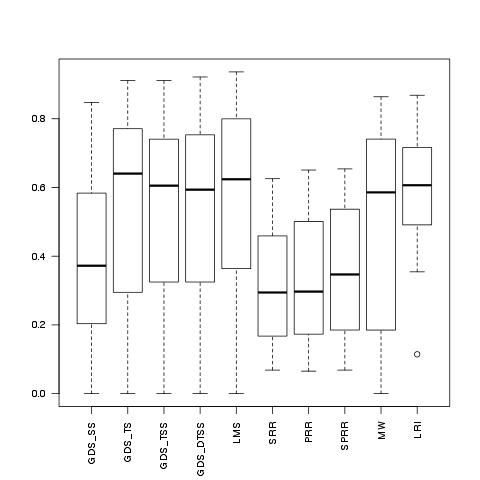 0.8
0.6
0.4
0.2
0.0
GDS_SS
GDS_TS
GDS_TSS
GDS_DTSS
LMS
SRR
PRR
SPRR
MW
LRI